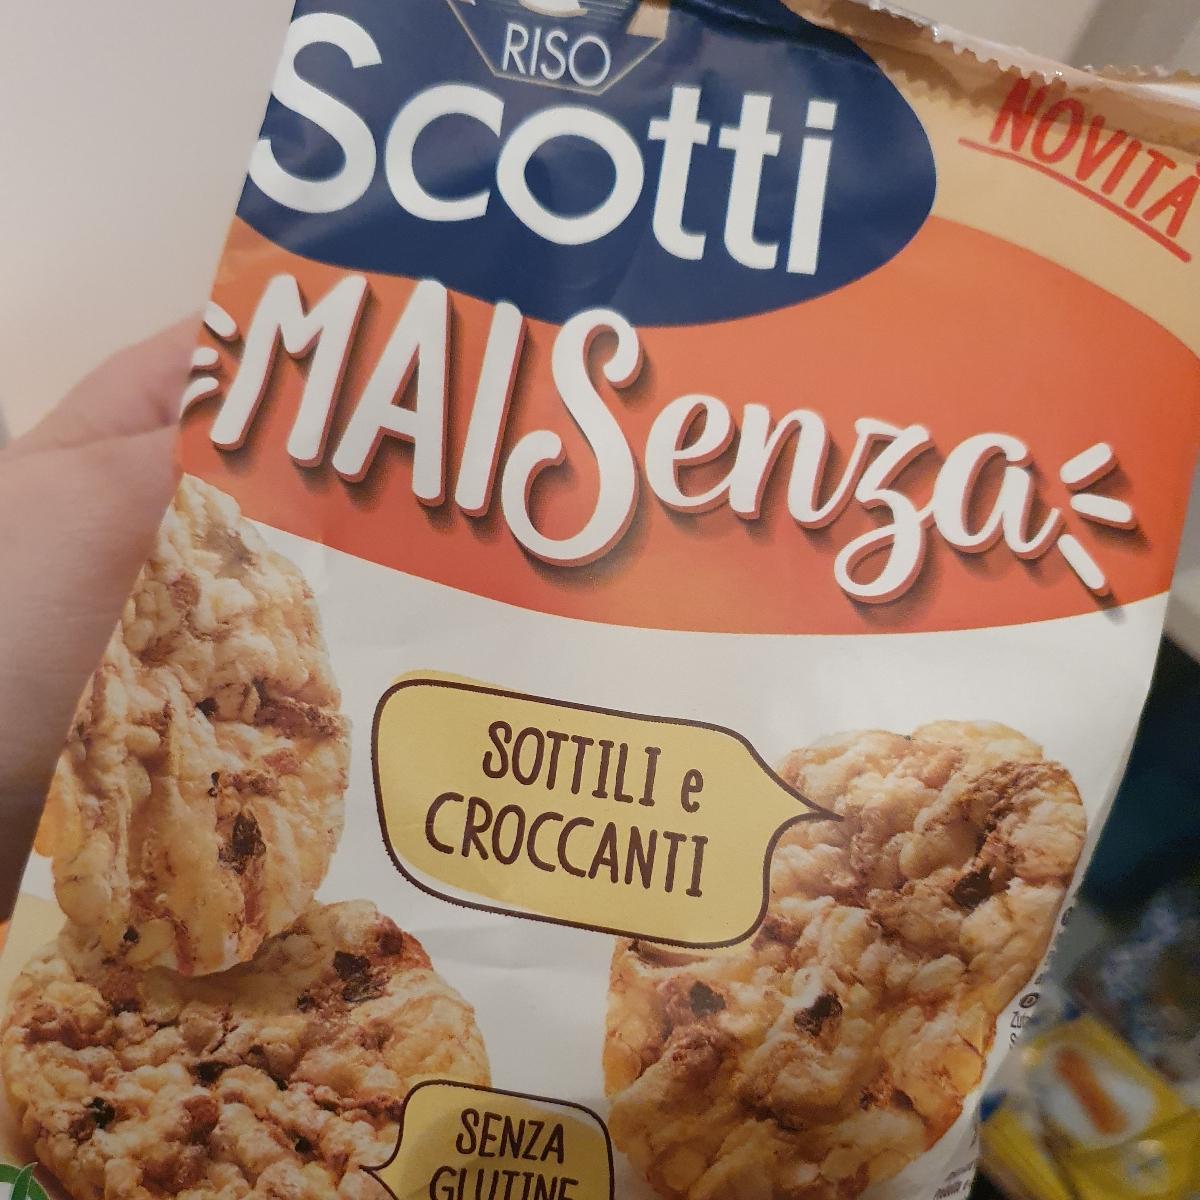 RISO
Scotti
NOVITÀ
MAISenza
SOTTILI e
CROCCANTI
SENZA
GLUTINE